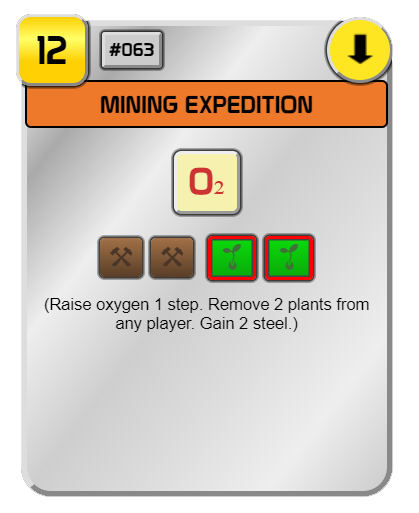 12
#063
MINING EXPEDITION
O2
(Raise oxygen 1 step. Remove 2 plants from
any player. Gain 2 steel.)